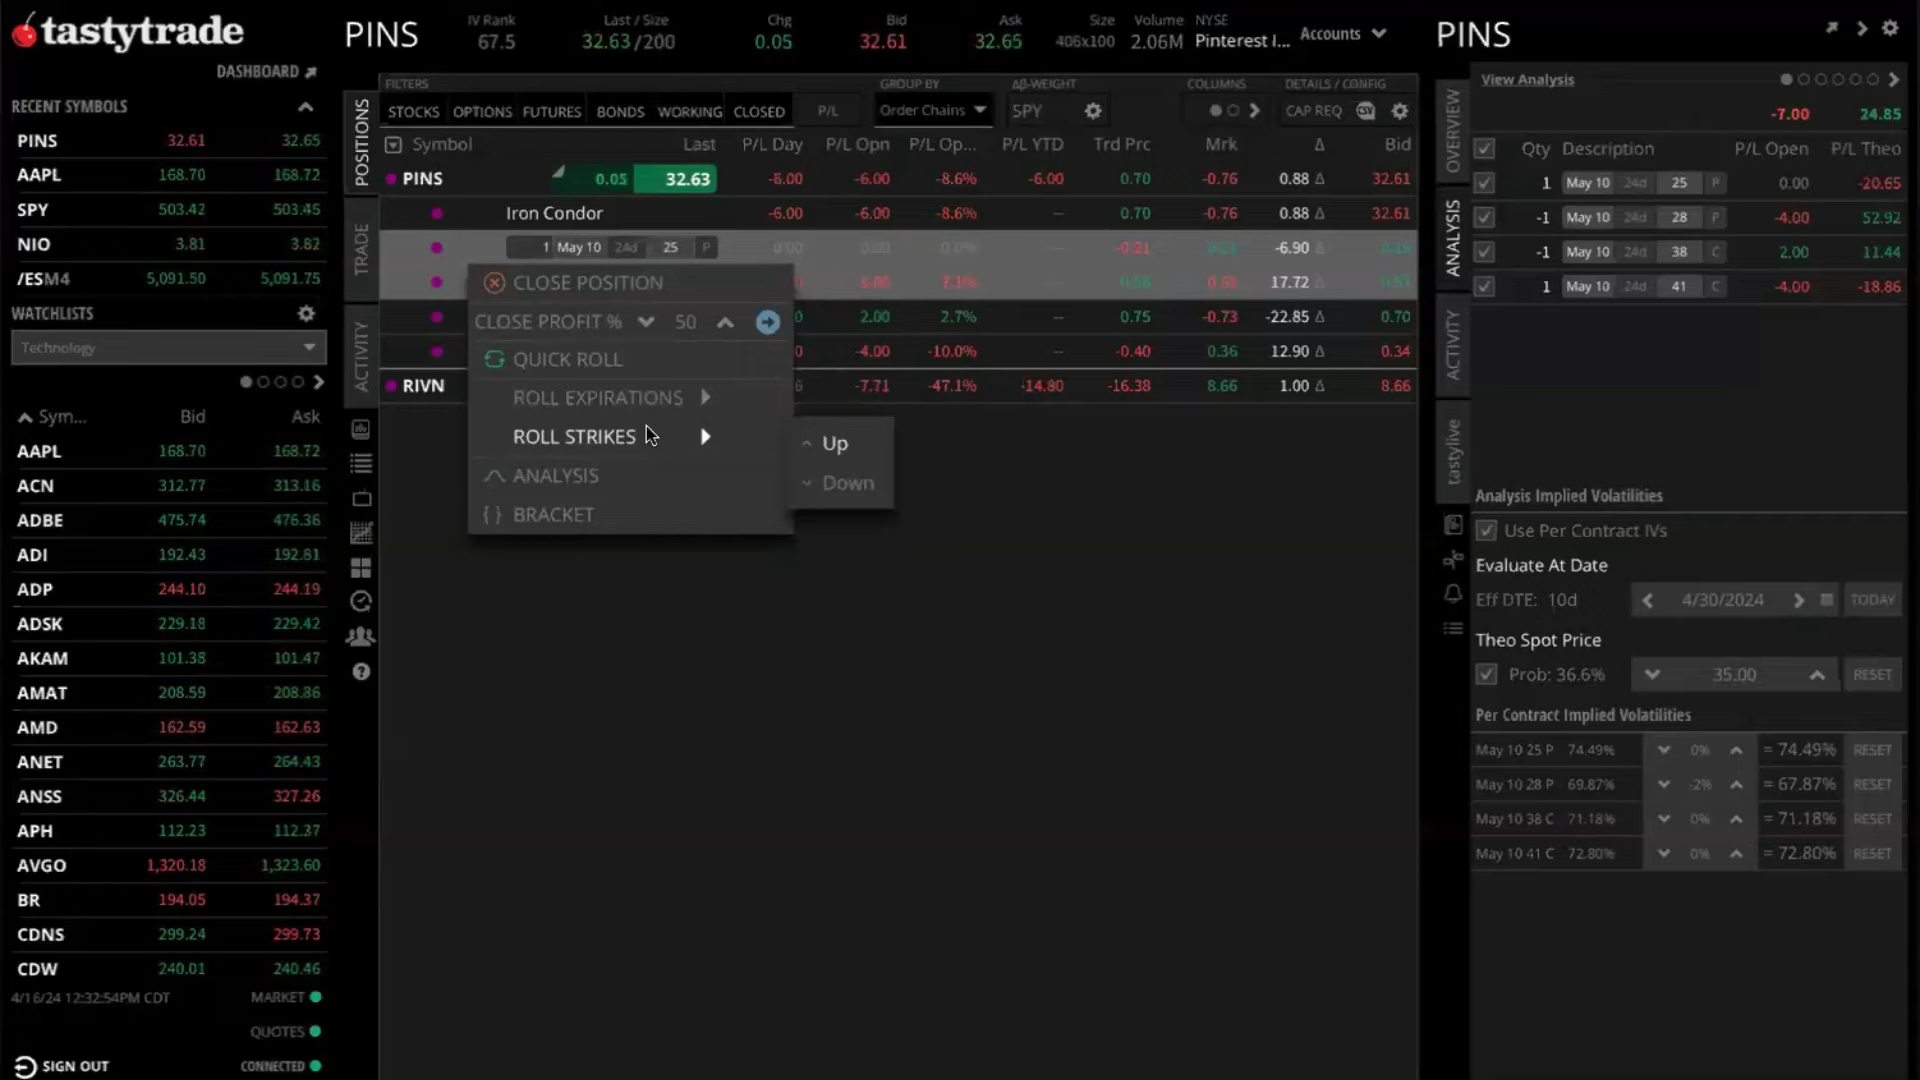 tastytrade
DASHBOARD
RECENT SYMBOLS
PINS 32.61 32.65
AAPL 168.70 168.72
SPY 503.42 503.45
NIO 3.81 3.82
/ESM4 5,091.50 5,091.75
WATCHLISTS
Technology
Sym... Bid Ask
AAPL 168.70 168.72
ACN 312.77 313.16
ADBE 475.74 476.36
ADI 192.43 192.81
ADP 244.10 244.19
ADSK 229.18 229.42
AKAM 101.38 101.47
AMAT 208.59 208.86
AMD 162.59 162.63
ANET 263.77 264.43
ANSS 326.44 327.26
APH 112.23 112.37
AVGO 1,320.18 1,323.60
BR 194.05 194.37
CDNS 299.24 299.73
CDW 240.01 240.46
4/16/24 12:32:54PM CDT MARKET
QUOTES
SIGN OUT CONNECTED
PINS
IV Rank Last / Size Chg Bid Ask Size Volume NYSE
67.5 32.63 /200 0.05 32.61 32.65 406x100 2.06M Pinterest I...
Accounts
POSITIONS
TRADE
ACTIVITY
FILTERS GROUP BY Δβ-WEIGHT COLUMNS DETAILS / CONFIG
STOCKS OPTIONS FUTURES BONDS WORKING CLOSED P/L Order Chains SPY CAP REQ CSV
Symbol Last P/L Day P/L Opn P/L Op... P/L YTD Trd Prc Mrk Δ Bid
PINS 0.05 32.63 -6.00 -6.00 -8.6% -6.00 0.70 -0.76 0.88 Δ 32.61
Iron Condor -6.00 -6.00 -8.6% -- 0.70 -0.76 0.88 Δ 32.61
1 May 10 24d 25 P 0.00 0.00 0.0% -0.21 -6.90 Δ
17.72 Δ
2.00 2.7% -- 0.75 -0.73 -22.85 Δ 0.70
-4.00 -10.0% -- -0.40 0.36 12.90 Δ 0.34
RIVN -7.71 -47.1% -14.80 -16.38 8.66 1.00 Δ 8.66
CLOSE POSITION
CLOSE PROFIT % 50
QUICK ROLL
ROLL EXPIRATIONS
ROLL STRIKES
Up
Down
ANALYSIS
BRACKET
PINS
OVERVIEW
ANALYSIS
ACTIVITY
tastylive
View Analysis
-7.00 24.85
Qty Description P/L Open P/L Theo
1 May 10 24d 25 P 0.00 -20.65
-1 May 10 24d 28 P -4.00 52.92
-1 May 10 24d 38 C 2.00 11.44
1 May 10 24d 41 C -4.00 -18.86
Analysis Implied Volatilities
Use Per Contract IVs
Evaluate At Date
Eff DTE: 10d 4/30/2024 TODAY
Theo Spot Price
Prob: 36.6% 35.00 RESET
Per Contract Implied Volatilities
May 10 25 P 74.49% 0% = 74.49% RESET
May 10 28 P 69.87% -2% = 67.87% RESET
May 10 38 C 71.18% 0% = 71.18% RESET
May 10 41 C 72.80% 0% = 72.80% RESET